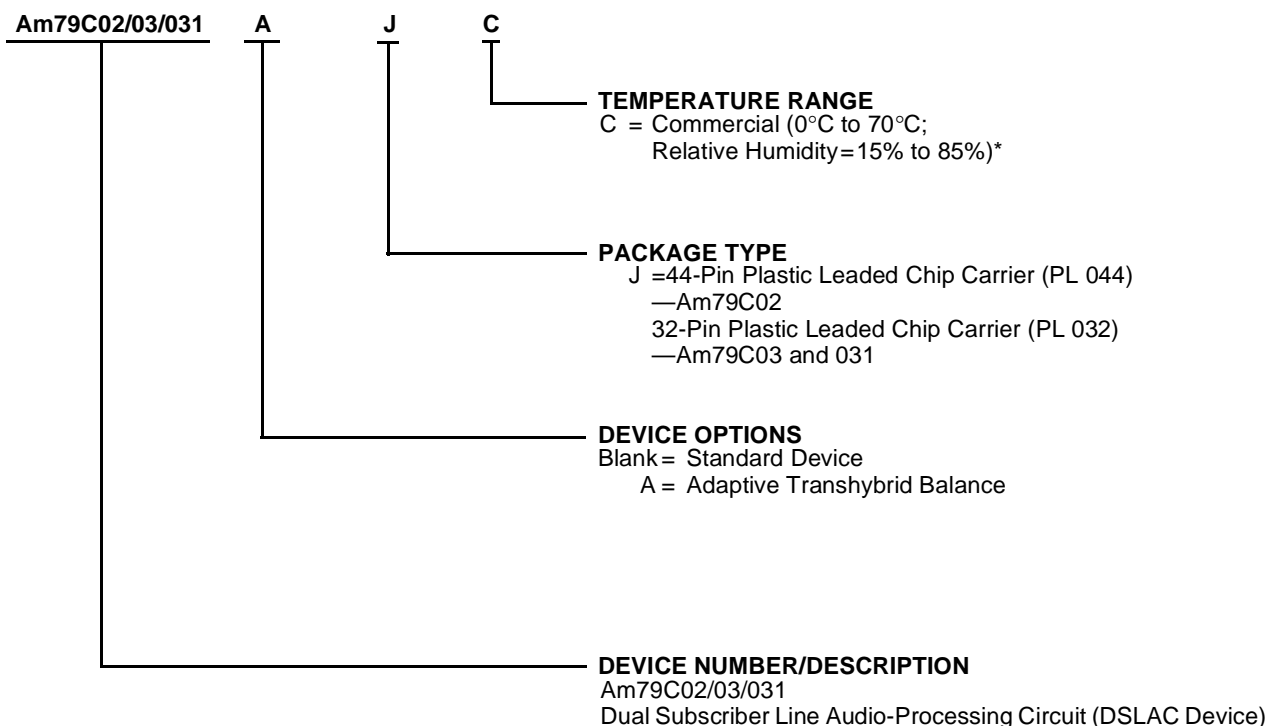 Am79C02/03/031 A J C
TEMPERATURE RANGE
C = Commercial (0°C to 70°C;
Relative Humidity=15% to 85%)*
PACKAGE TYPE
J =44-Pin Plastic Leaded Chip Carrier (PL 044)
—Am79C02
32-Pin Plastic Leaded Chip Carrier (PL 032)
—Am79C03 and 031
DEVICE OPTIONS
Blank= Standard Device
A = Adaptive Transhybrid Balance
DEVICE NUMBER/DESCRIPTION
Am79C02/03/031
Dual Subscriber Line Audio-Processing Circuit (DSLAC Device)